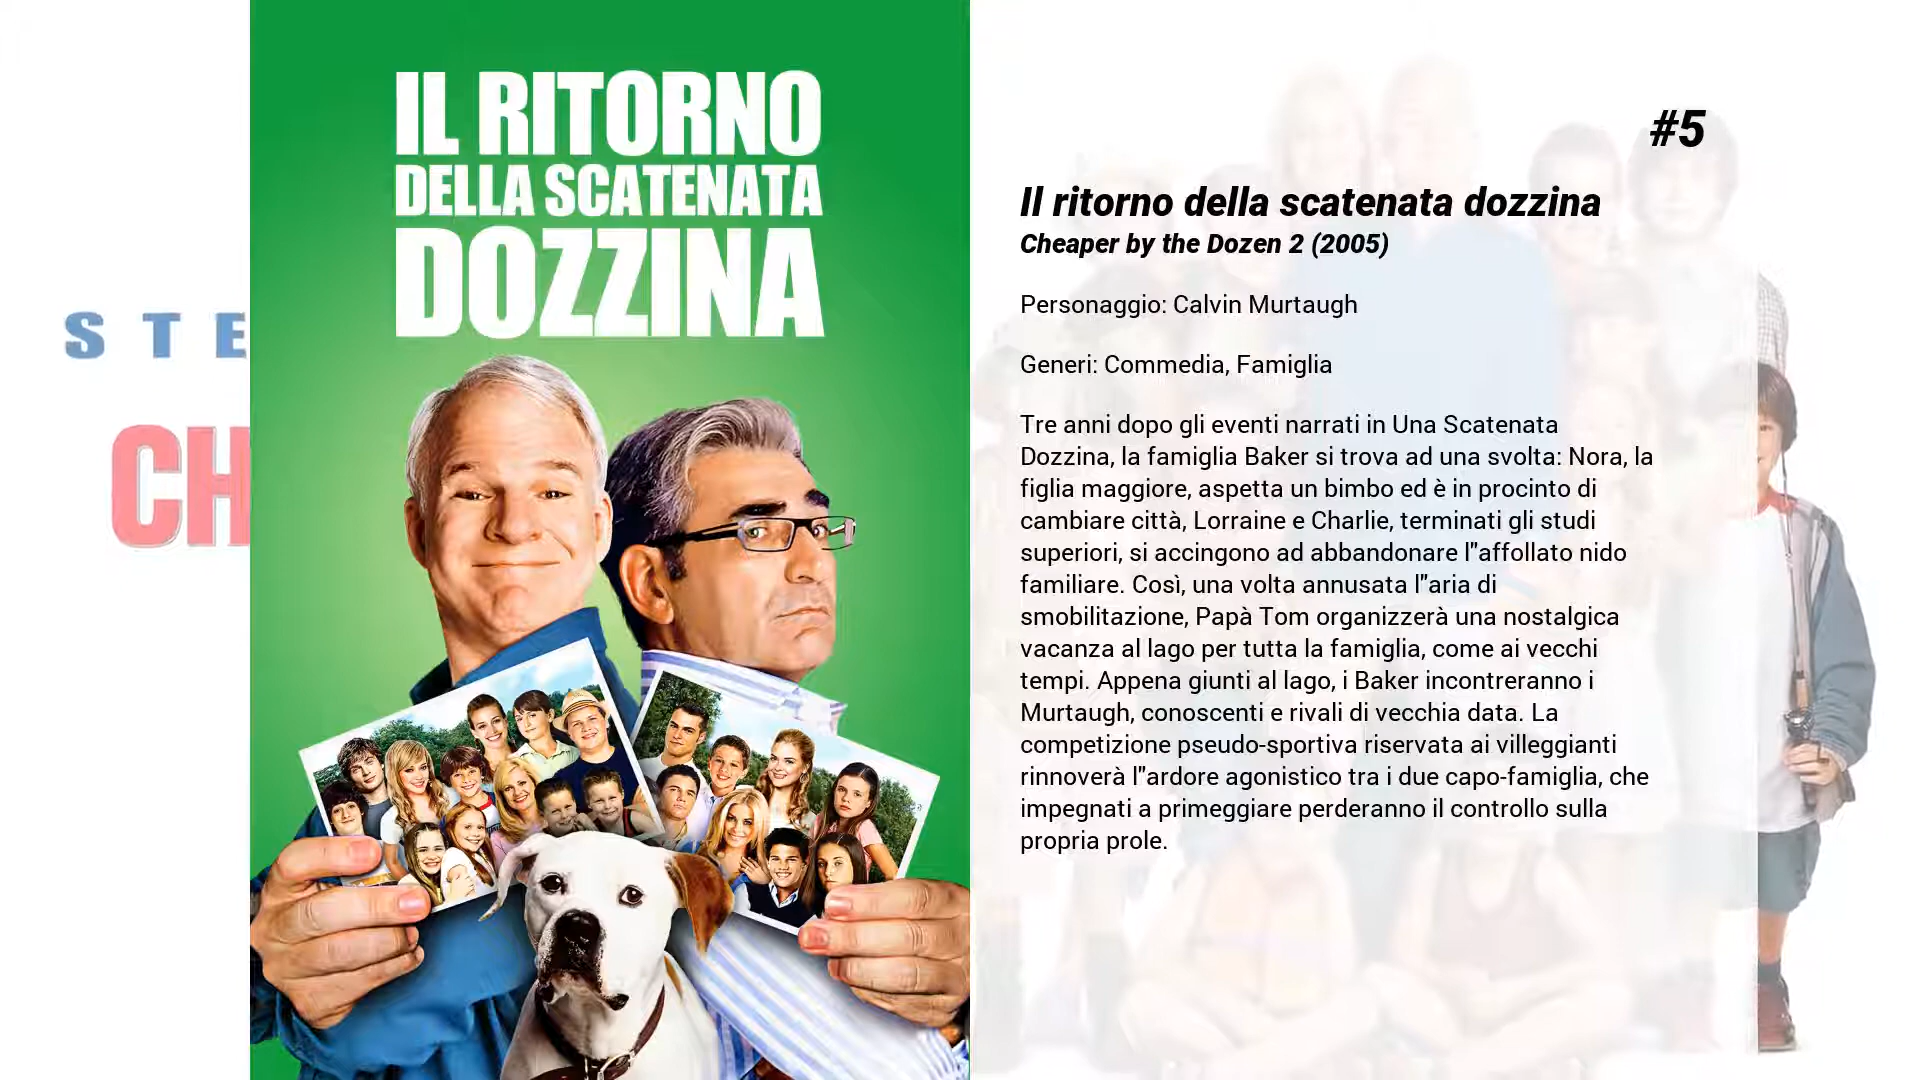 IL RITORNO
DELLA SCATENATA
DOZZINA
STE
CH
#5
Il ritorno della scatenata dozzina
Cheaper by the Dozen 2 (2005)
Personaggio: Calvin Murtaugh
Generi: Commedia, Famiglia
Tre anni dopo gli eventi narrati in Una Scatenata
Dozzina, la famiglia Baker si trova ad una svolta: Nora, la
figlia maggiore, aspetta un bimbo ed è in procinto di
cambiare città, Lorraine e Charlie, terminati gli studi
superiori, si accingono ad abbandonare l"affollato nido
familiare. Così, una volta annusata l"aria di
smobilitazione, Papà Tom organizzerà una nostalgica
vacanza al lago per tutta la famiglia, come ai vecchi
tempi. Appena giunti al lago, i Baker incontreranno i
Murtaugh, conoscenti e rivali di vecchia data. La
competizione pseudo-sportiva riservata ai villeggianti
rinnoverà l"ardore agonistico tra i due capo-famiglia, che
impegnati a primeggiare perderanno il controllo sulla
propria prole.